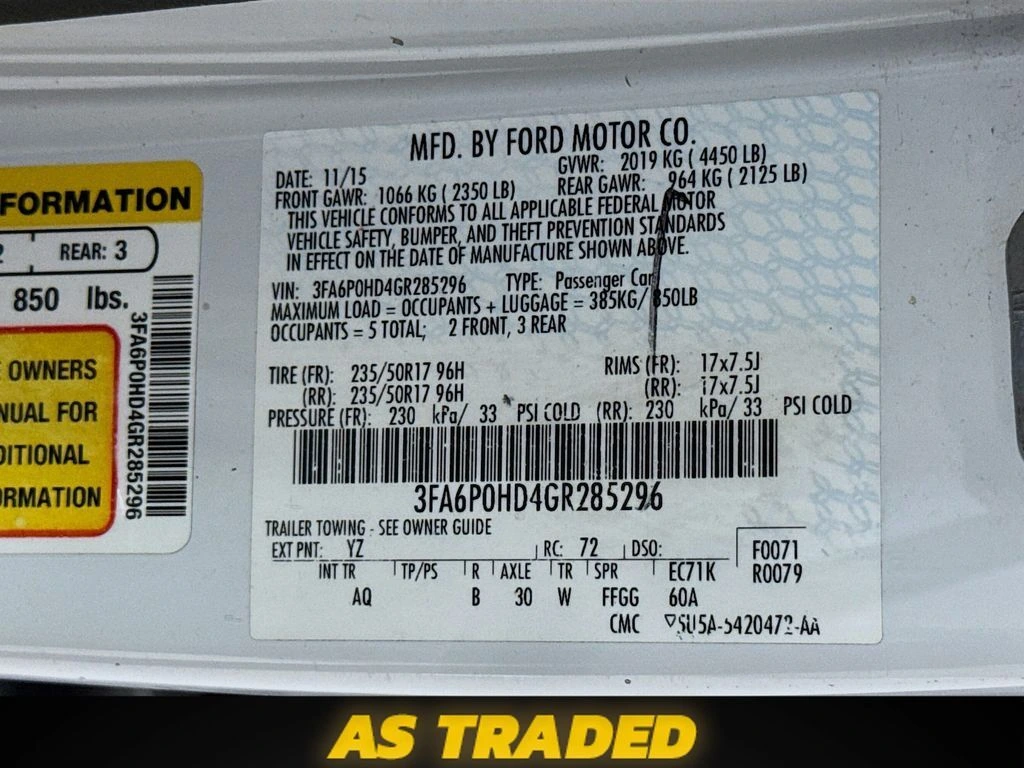 MFD. BY FORD MOTOR CO.
DATE: 11/15
GVWR: 2019 KG ( 4450 LB)
FRONT GAWR: 1066 KG ( 2350 LB)
REAR GAWR: 964 KG ( 2125 LB)
THIS VEHICLE CONFORMS TO ALL APPLICABLE FEDERAL MOTOR
VEHICLE SAFETY, BUMPER, AND THEFT PREVENTION STANDARDS
IN EFFECT ON THE DATE OF MANUFACTURE SHOWN ABOVE.
VIN: 3FA6P0HD4GR285296 TYPE: Passenger Car
MAXIMUM LOAD = OCCUPANTS + LUGGAGE = 385KG/ 850LB
OCCUPANTS = 5 TOTAL; 2 FRONT, 3 REAR
TIRE (FR): 235/50R17 96H RIMS (FR): 17x7.5J
(RR): 235/50R17 96H (RR): 17x7.5J
PRESSURE (FR): 230 kPa/ 33 PSI COLD (RR): 230 kPa/ 33 PSI COLD
3FA6P0HD4GR285296
TRAILER TOWING - SEE OWNER GUIDE
EXT PNT: YZ RC: 72 DSO: F0071
INT TR TP/PS R AXLE TR SPR EC71K R0079
AQ B 30 W FFGG 60A
CMC ▽SU5A-5420472-AA
FORMATION
2 REAR: 3
850 lbs.
3FA6P0HD4GR285296
E OWNERS
NUAL FOR
DITIONAL
ORMATION
AS TRADED